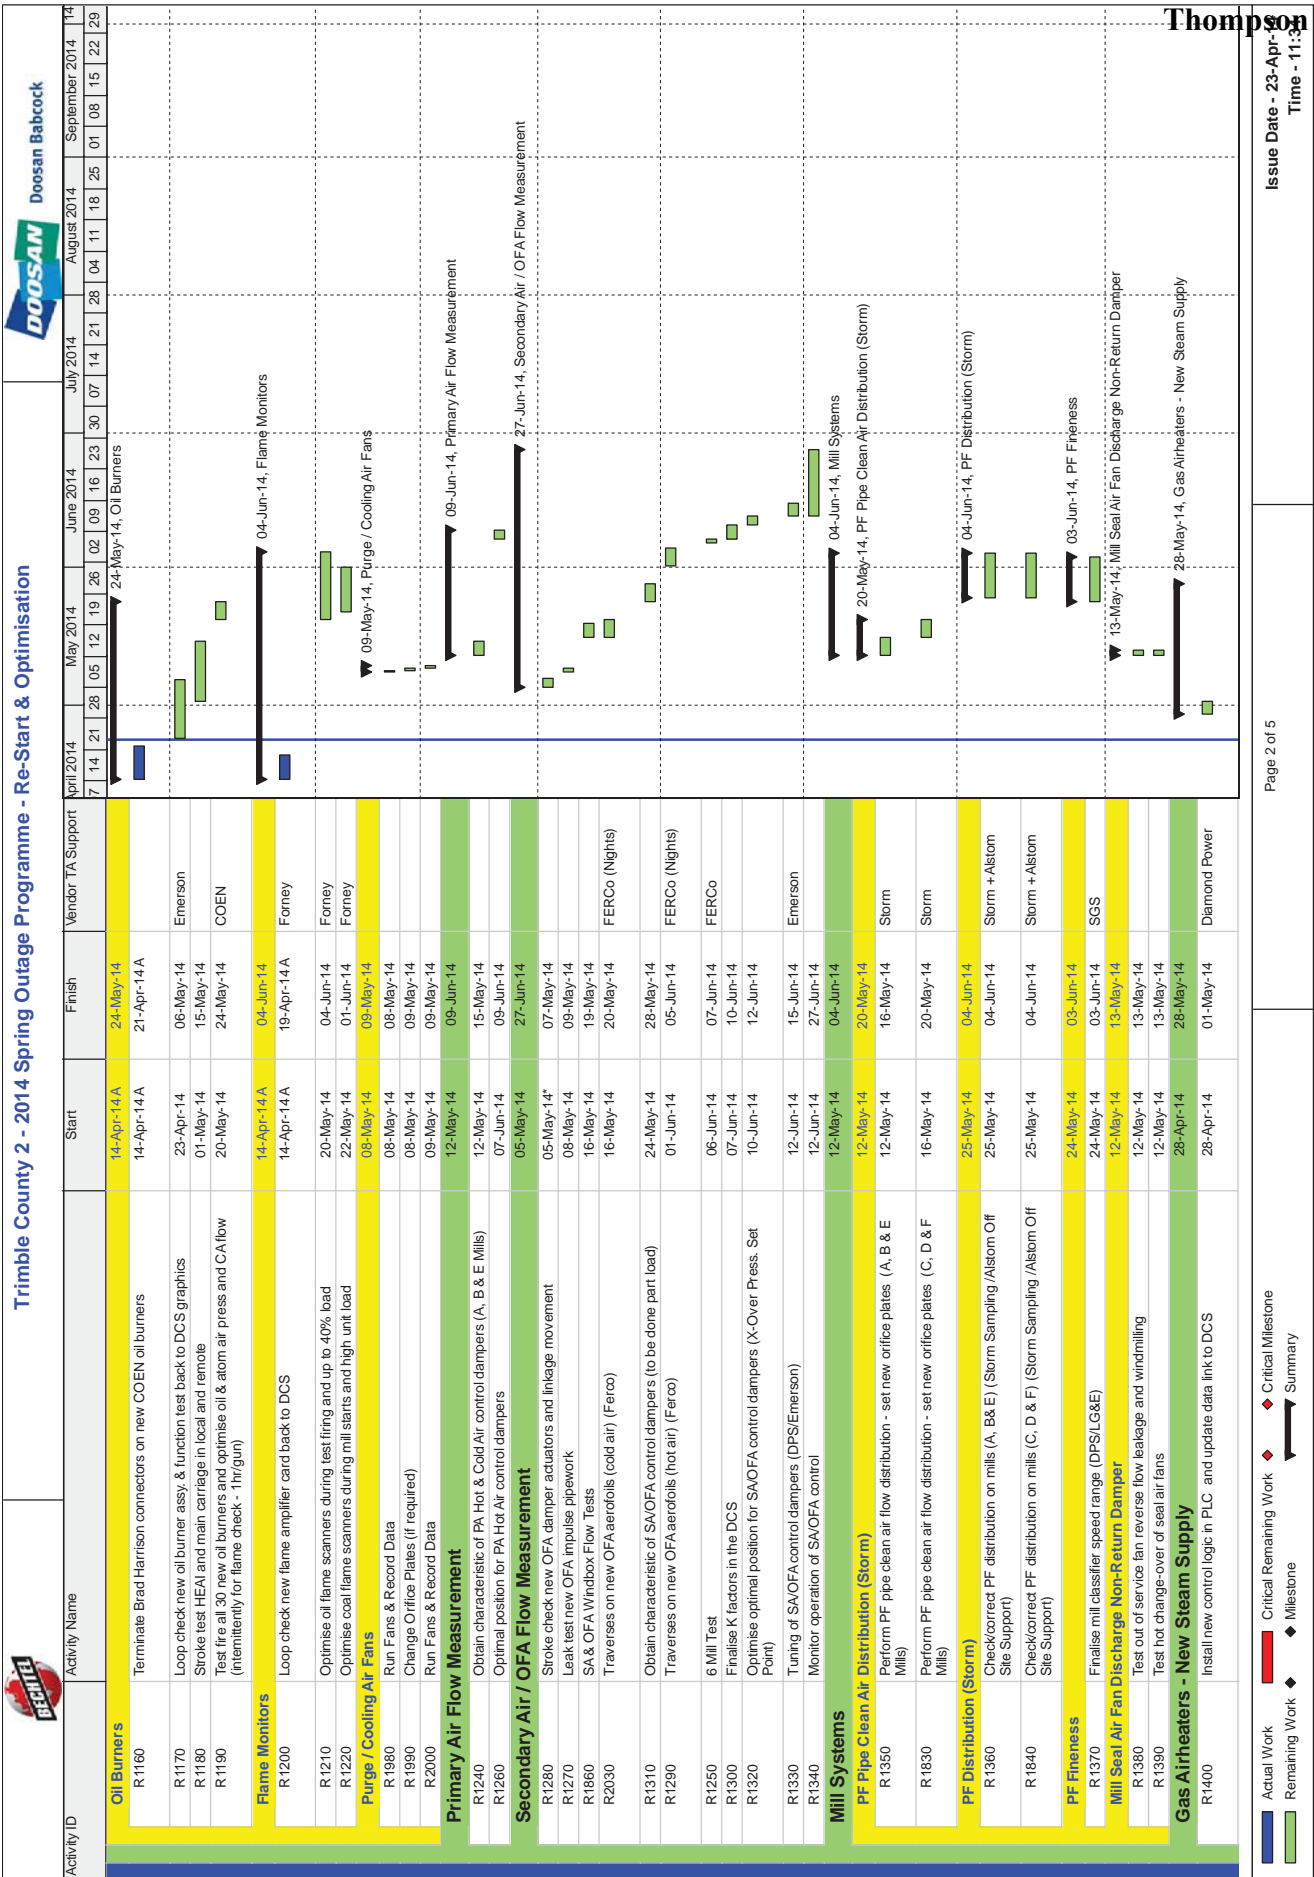 Thompson
BECHTEL
Trimble County 2 - 2014 Spring Outage Programme - Re-Start & Optimisation
DOOSAN Doosan Babcock
Activity ID Activity Name Start Finish Vendor TA Support April 2014 May 2014 June 2014 July 2014 August 2014 September 2014 14
7 14 21 28 05 12 19 26 02 09 16 23 30 07 14 21 28 04 11 18 25 01 08 15 22 29
Oil Burners 14-Apr-14 A 24-May-14 24-May-14, Oil Burners
R1160 Terminate Brad Harrison connectors on new COEN oil burners 14-Apr-14 A 21-Apr-14 A
R1170 Loop check new oil burner assy. & function test back to DCS graphics 23-Apr-14 06-May-14 Emerson
R1180 Stroke test HEAI and main carriage in local and remote 01-May-14 15-May-14
R1190 Test fire all 30 new oil burners and optimise oil & atom air press and CA flow 20-May-14 24-May-14 COEN
(intermittently for flame check - 1hr/gun)
Flame Monitors 14-Apr-14 A 04-Jun-14 04-Jun-14, Flame Monitors
R1200 Loop check new flame amplifier card back to DCS 14-Apr-14 A 19-Apr-14 A Forney
R1210 Optimise oil flame scanners during test firing and up to 40% load 20-May-14 04-Jun-14 Forney
R1220 Optimise coal flame scanners during mill starts and high unit load 22-May-14 01-Jun-14 Forney
Purge / Cooling Air Fans 08-May-14 09-May-14 09-May-14, Purge / Cooling Air Fans
R1980 Run Fans & Record Data 08-May-14 08-May-14
R1990 Change Orifice Plates (if required) 08-May-14 09-May-14
R2000 Run Fans & Record Data 09-May-14 09-May-14
Primary Air Flow Measurement 12-May-14 09-Jun-14 09-Jun-14, Primary Air Flow Measurement
R1240 Obtain characteristic of PA Hot & Cold Air control dampers (A, B & E Mills) 12-May-14 15-May-14
R1260 Optimal position for PA Hot Air control dampers 07-Jun-14 09-Jun-14
Secondary Air / OFA Flow Measurement 05-May-14 27-Jun-14 27-Jun-14, Secondary Air / OFA Flow Measurement
R1280 Stroke check new OFA damper actuators and linkage movement 05-May-14* 07-May-14
R1270 Leak test new OFA impulse pipework 08-May-14 09-May-14
R1860 SA & OFA Windbox Flow Tests 16-May-14 19-May-14
R2030 Traverses on new OFA aerofoils (cold air) (Ferco) 16-May-14 20-May-14 FERCo (Nights)
R1310 Obtain characteristic of SA/OFA control dampers (to be done part load) 24-May-14 28-May-14
R1290 Traverses on new OFA aerofoils (hot air) (Ferco) 01-Jun-14 05-Jun-14 FERCo (Nights)
R1250 6 Mill Test 06-Jun-14 07-Jun-14 FERCo
R1300 Finalise K factors in the DCS 07-Jun-14 10-Jun-14
R1320 Optimise optimal position for SA/OFA control dampers (X-Over Press. Set 10-Jun-14 12-Jun-14
Point)
R1330 Tuning of SA/OFA control dampers (DPS/Emerson) 12-Jun-14 15-Jun-14 Emerson
R1340 Monitor operation of SA/OFA control 12-Jun-14 27-Jun-14
Mill Systems 12-May-14 04-Jun-14 04-Jun-14, Mill Systems
PF Pipe Clean Air Distribution (Storm) 12-May-14 20-May-14 20-May-14, PF Pipe Clean Air Distribution (Storm)
R1350 Perform PF pipe clean air flow distribution - set new orifice plates (A, B & E 12-May-14 16-May-14 Storm
Mills)
R1830 Perform PF pipe clean air flow distribution - set new orifice plates (C, D & F 16-May-14 20-May-14 Storm
Mills)
PF Distribution (Storm) 25-May-14 04-Jun-14 04-Jun-14, PF Distribution (Storm)
R1360 Check/correct PF distribution on mills (A, B& E) (Storm Sampling /Alstom Off 25-May-14 04-Jun-14 Storm + Alstom
Site Support)
R1840 Check/correct PF distribution on mills (C, D & F) (Storm Sampling /Alstom Off 25-May-14 04-Jun-14 Storm + Alstom
Site Support)
PF Fineness 24-May-14 03-Jun-14 03-Jun-14, PF Fineness
R1370 Finalise mill classifier speed range (DPS/LG&E) 24-May-14 03-Jun-14 SGS
Mill Seal Air Fan Discharge Non-Return Damper 12-May-14 13-May-14 13-May-14, Mill Seal Air Fan Discharge Non-Return Damper
R1380 Test out of service fan reverse flow leakage and windmilling 12-May-14 13-May-14
R1390 Test hot change-over of seal air fans 12-May-14 13-May-14
Gas Airheaters - New Steam Supply 28-Apr-14 28-May-14 28-May-14, Gas Airheaters - New Steam Supply
R1400 Install new control logic in PLC and update data link to DCS 28-Apr-14 01-May-14 Diamond Power
Actual Work Critical Remaining Work Critical Milestone
Remaining Work Milestone Summary
Page 2 of 5
Issue Date - 23-Apr-
Time - 11:3